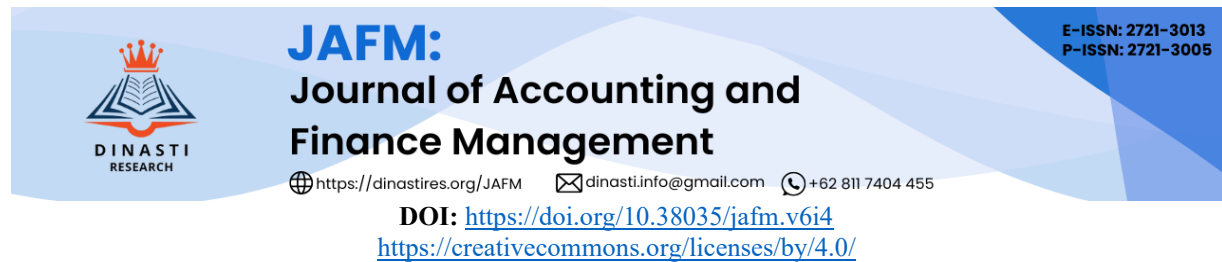 JAFM:
Journal of Accounting and
Finance Management
E-ISSN: 2721-3013
P-ISSN: 2721-3005
DINASTI
RESEARCH
https://dinastires.org/JAFM dinasti.info@gmail.com +62 811 7404 455
DOI: https://doi.org/10.38035/jafm.v6i4
https://creativecommons.org/licenses/by/4.0/